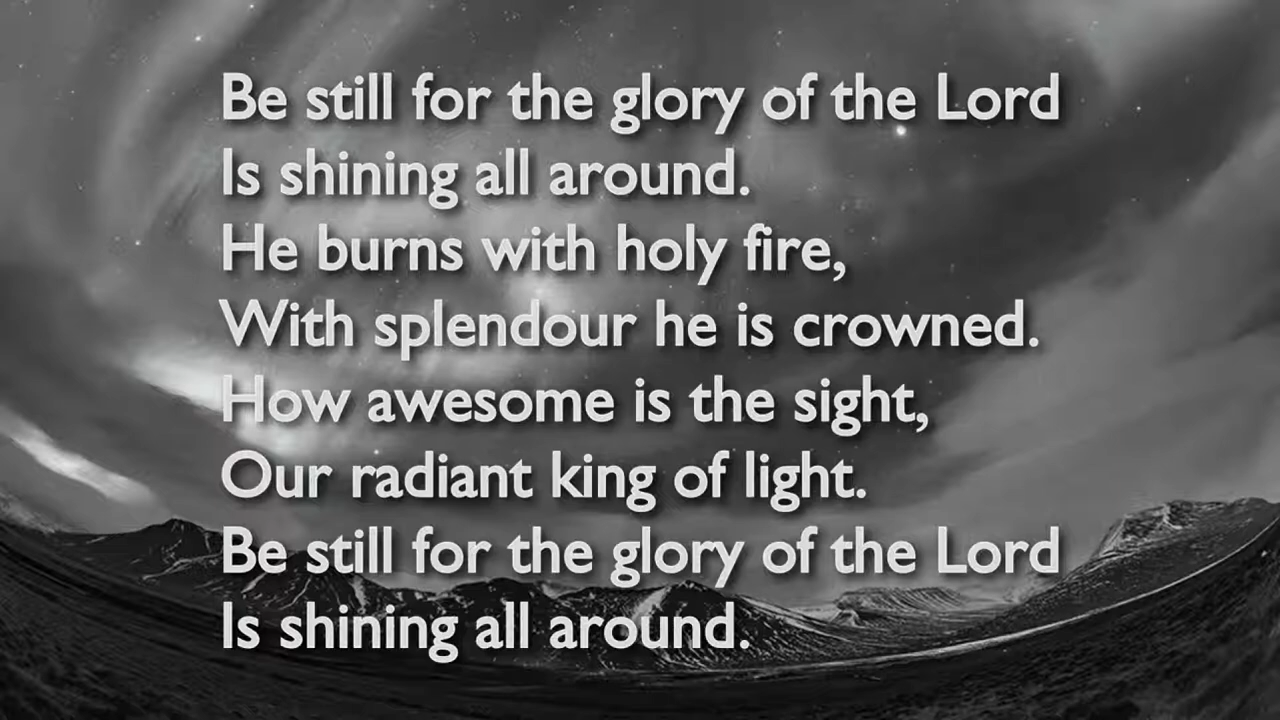 Be still for the glory of the Lord
Is shining all around.
He burns with holy fire,
With splendour he is crowned.
How awesome is the sight,
Our radiant king of light.
Be still for the glory of the Lord
Is shining all around.